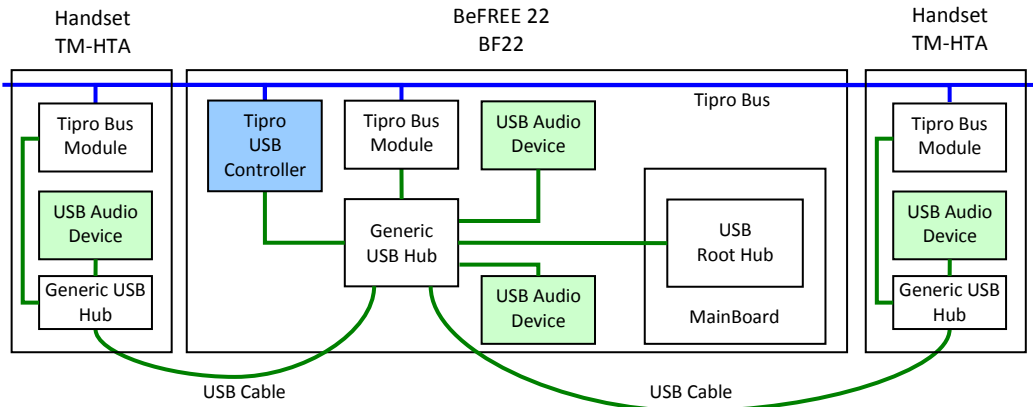 Handset
TM-HTA
BeFREE 22
BF22
Handset
TM-HTA
Tipro Bus
Tipro Bus
Module
USB Audio
Device
Generic USB
Hub
Tipro
USB
Controller
Tipro Bus
Module
USB Audio
Device
Generic
USB Hub
USB Audio
Device
USB
Root Hub
MainBoard
Tipro Bus
Module
USB Audio
Device
Generic USB
Hub
USB Cable
USB Cable